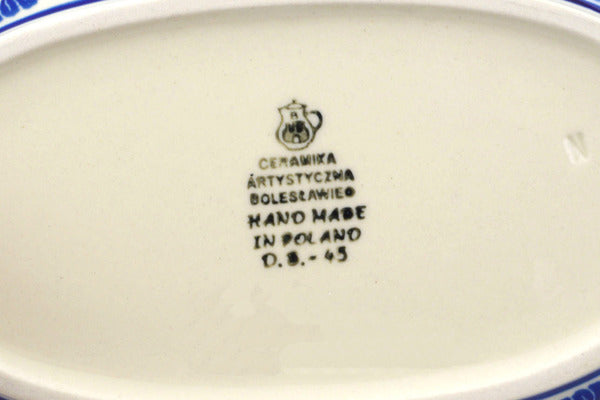 CERAMIKA
ARTYSTYCZNA
BOLESŁAWIEC
HAND MADE
IN POLAND
D.B.-45